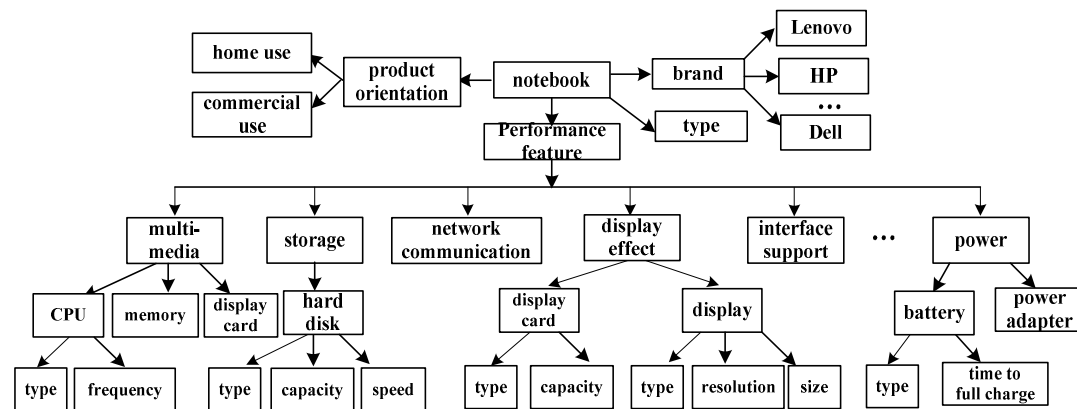 Lenovo
home use
product
orientation
notebook
brand
HP
...
commercial
use
type
Dell
Performance
feature
multi-
media
storage
network
communication
display
effect
interface
support
...
power
CPU
memory
display
card
hard
disk
display
card
display
battery
power
adapter
type
frequency
type
capacity
speed
type
capacity
type
resolution
size
type
time to
full charge